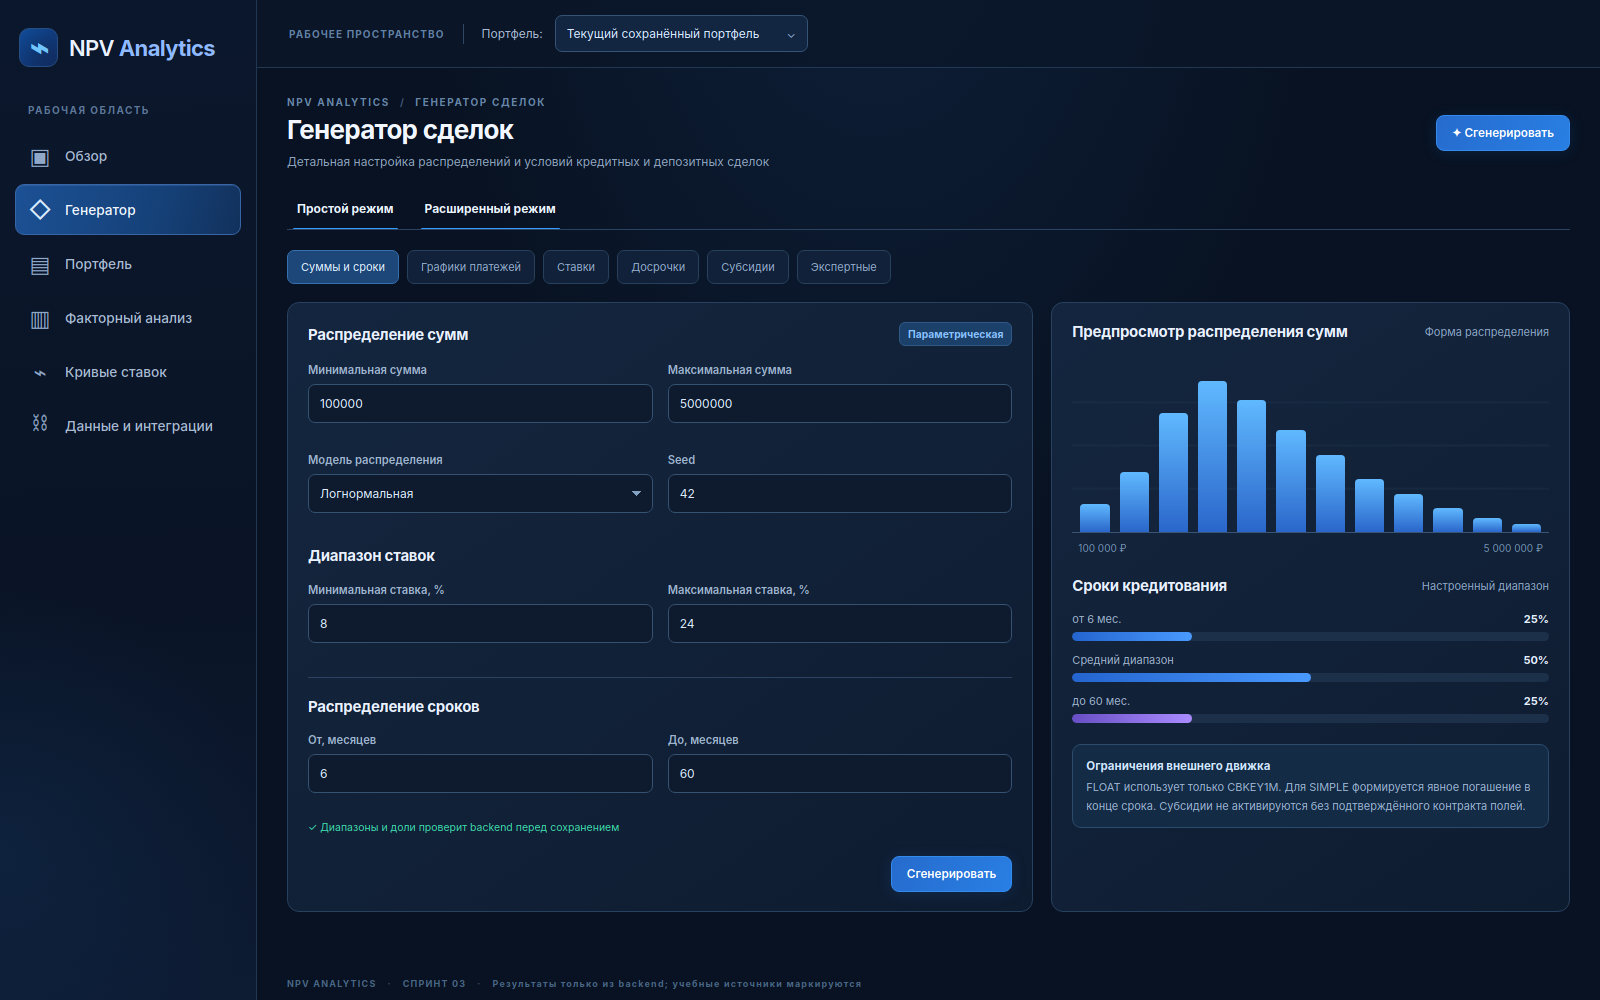 NPV Analytics
РАБОЧАЯ ОБЛАСТЬ
Обзор
Генератор
Портфель
Факторный анализ
Кривые ставок
Данные и интеграции
РАБОЧЕЕ ПРОСТРАНСТВО
Портфель: Текущий сохранённый портфель
NPV ANALYTICS / ГЕНЕРАТОР СДЕЛОК
Генератор сделок
Детальная настройка распределений и условий кредитных и депозитных сделок
✦ Сгенерировать
Простой режим Расширенный режим
Суммы и сроки Графики платежей Ставки Досрочки Субсидии Экспертные
Распределение сумм Параметрическая
Минимальная сумма Максимальная сумма
100000 5000000
Модель распределения Seed
Логнормальная 42
Диапазон ставок
Минимальная ставка, % Максимальная ставка, %
8 24
Распределение сроков
От, месяцев До, месяцев
6 60
✓ Диапазоны и доли проверит backend перед сохранением
Сгенерировать
Предпросмотр распределения сумм Форма распределения
100 000 ₽ 5 000 000 ₽
Сроки кредитования Настроенный диапазон
от 6 мес. 25%
Средний диапазон 50%
до 60 мес. 25%
Ограничения внешнего движка
FLOAT использует только CBKEY1M. Для SIMPLE формируется явное погашение в
конце срока. Субсидии не активируются без подтверждённого контракта полей.
NPV ANALYTICS · СПРИНТ 03 · Результаты только из backend; учебные источники маркируются